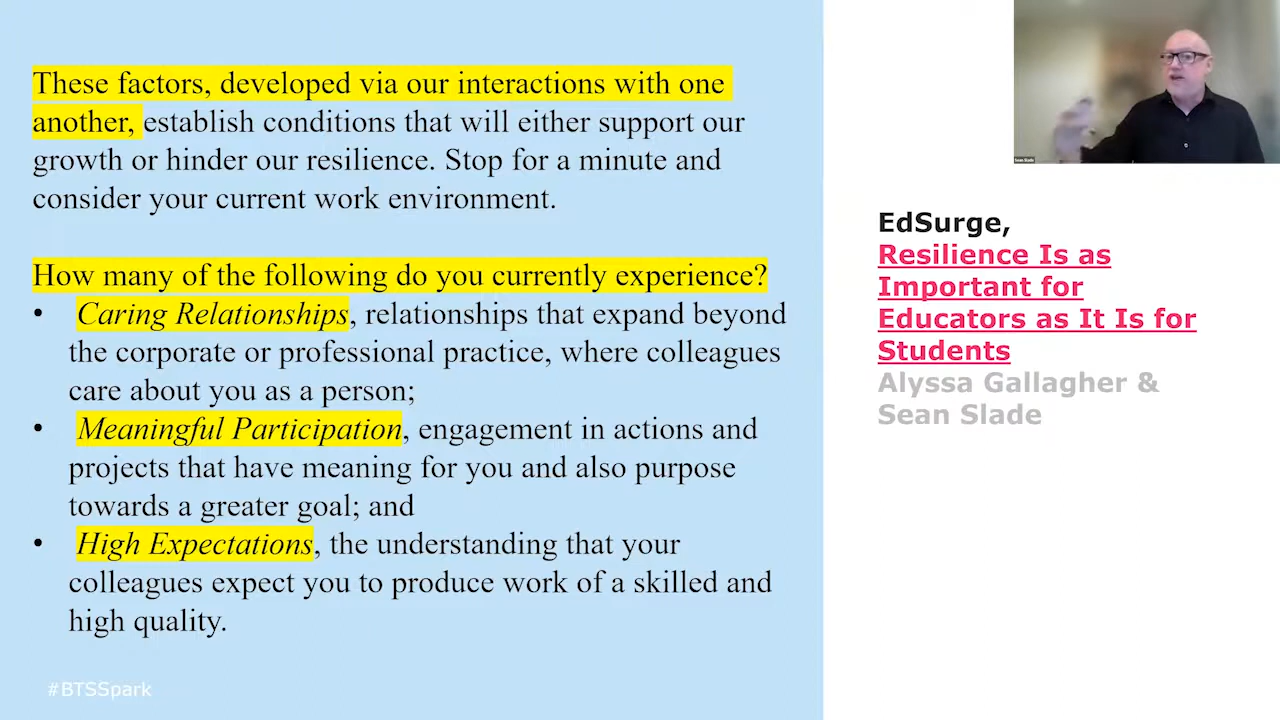 These factors, developed via our interactions with one
another, establish conditions that will either support our
growth or hinder our resilience. Stop for a minute and
consider your current work environment.
How many of the following do you currently experience?
• Caring Relationships, relationships that expand beyond
the corporate or professional practice, where colleagues
care about you as a person;
• Meaningful Participation, engagement in actions and
projects that have meaning for you and also purpose
towards a greater goal; and
• High Expectations, the understanding that your
colleagues expect you to produce work of a skilled and
high quality.
#BTSSpark
Sean Slade
EdSurge,
Resilience Is as
Important for
Educators as It Is for
Students
Alyssa Gallagher &
Sean Slade